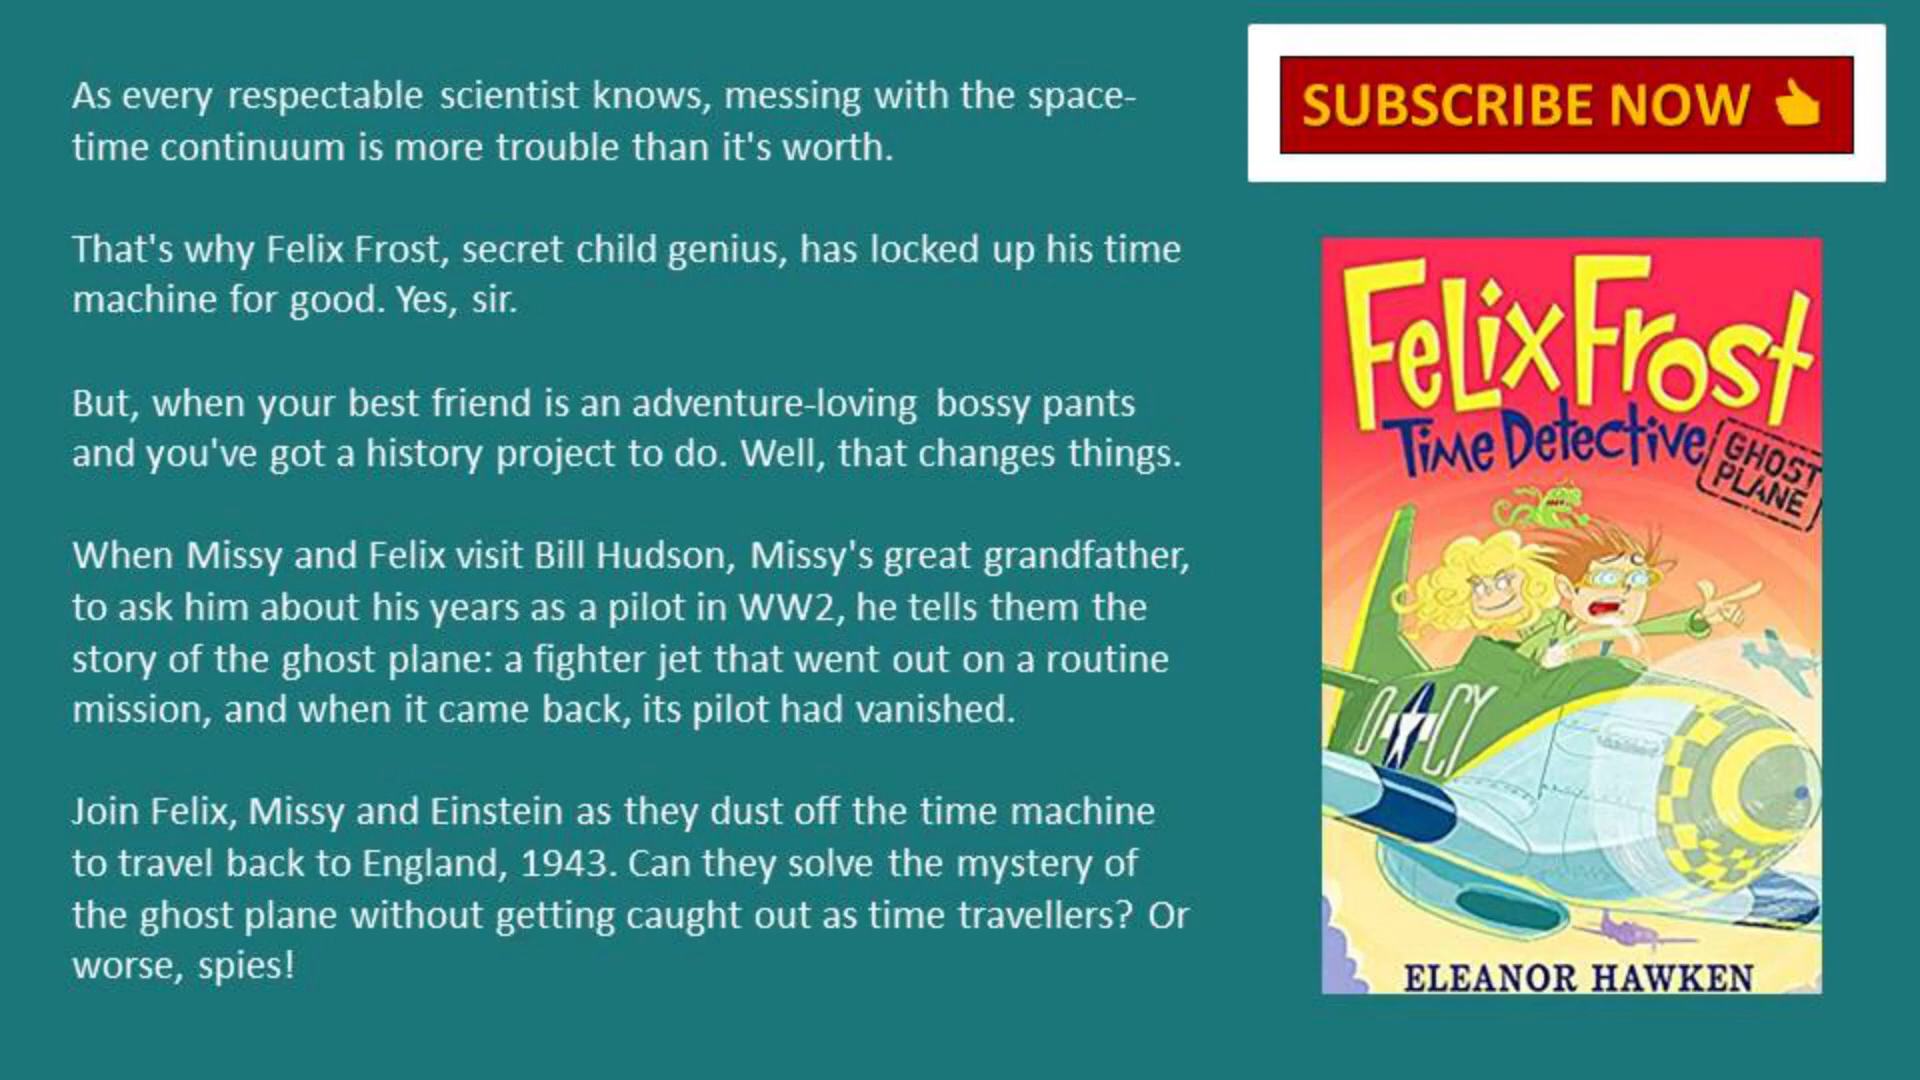 As every respectable scientist knows, messing with the space-
time continuum is more trouble than it's worth.
That's why Felix Frost, secret child genius, has locked up his time
machine for good. Yes, sir.
But, when your best friend is an adventure-loving bossy pants
and you've got a history project to do. Well, that changes things.
When Missy and Felix visit Bill Hudson, Missy's great grandfather,
to ask him about his years as a pilot in WW2, he tells them the
story of the ghost plane: a fighter jet that went out on a routine
mission, and when it came back, its pilot had vanished.
Join Felix, Missy and Einstein as they dust off the time machine
to travel back to England, 1943. Can they solve the mystery of
the ghost plane without getting caught out as time travellers? Or
worse, spies!
SUBSCRIBE NOW
FeLix Frost
Time Detective
GHOST
PLANE
O CY
ELEANOR HAWKEN